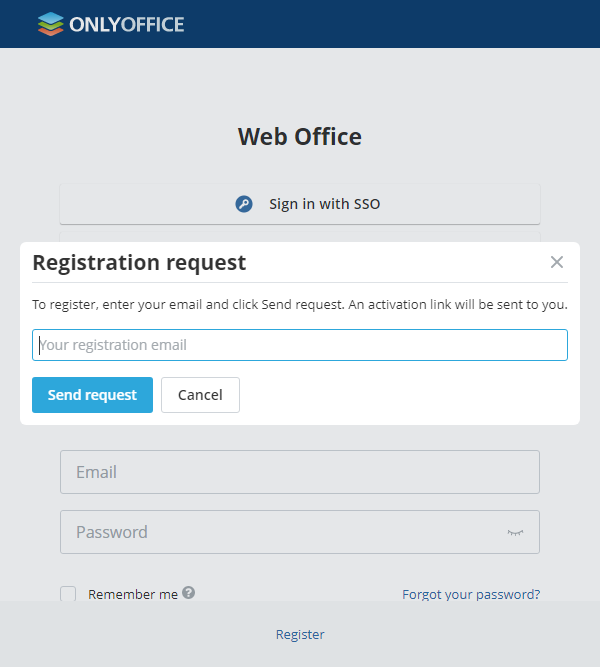 ONLYOFFICE
Web Office
Sign in with SSO
Registration request
To register, enter your email and click Send request. An activation link will be sent to you.
Your registration email
Send request Cancel
Email
Password
Remember me ? Forgot your password?
Register